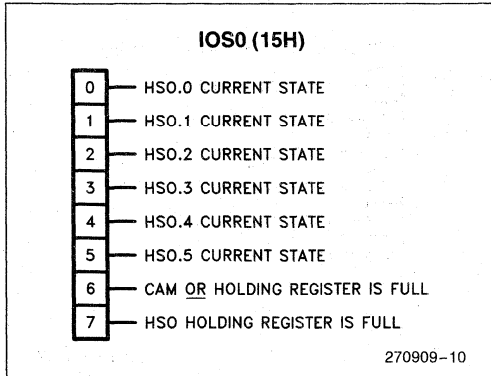 IOS0 (15H)
0 HSO.0 CURRENT STATE
1 HSO.1 CURRENT STATE
2 HSO.2 CURRENT STATE
3 HSO.3 CURRENT STATE
4 HSO.4 CURRENT STATE
5 HSO.5 CURRENT STATE
6 CAM OR HOLDING REGISTER IS FULL
7 HSO HOLDING REGISTER IS FULL
270909-10